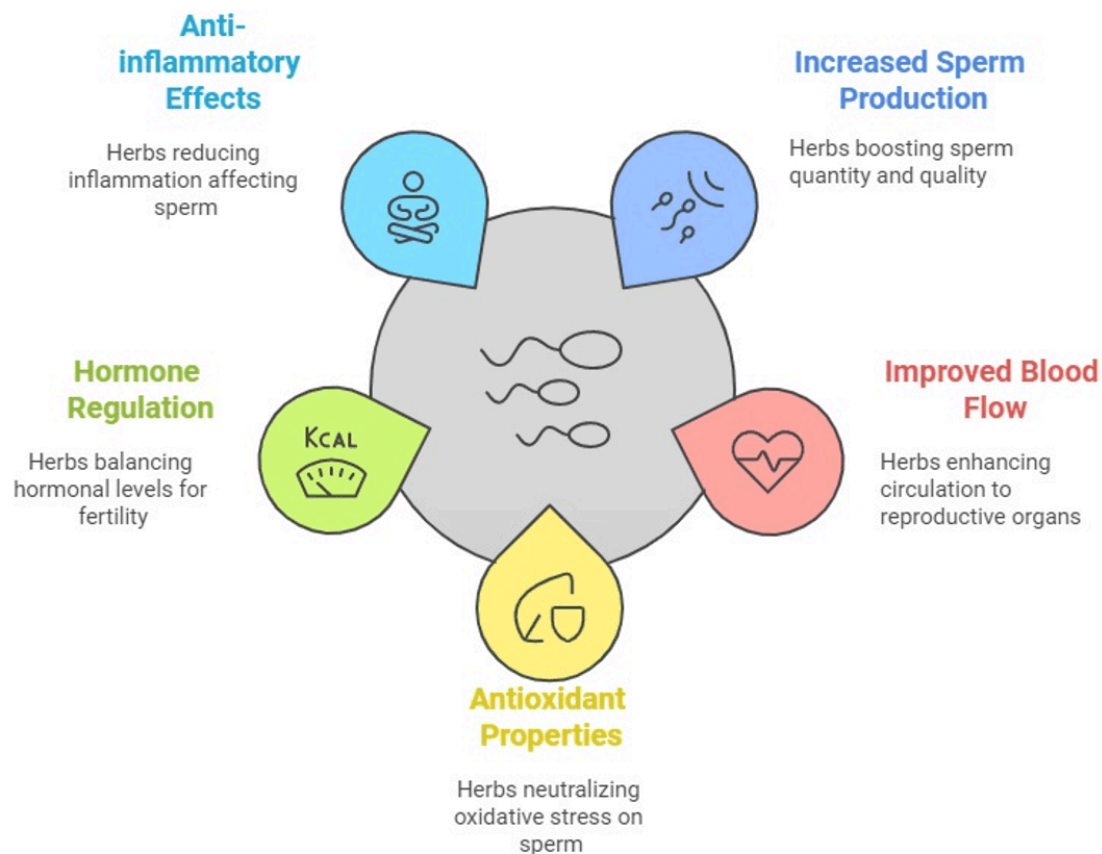 Anti-
inflammatory
Effects
Herbs reducing
inflammation affecting
sperm
Increased Sperm
Production
Herbs boosting sperm
quantity and quality
Hormone
Regulation
Herbs balancing
hormonal levels for
fertility
KCAL
Improved Blood
Flow
Herbs enhancing
circulation to
reproductive organs
Antioxidant
Properties
Herbs neutralizing
oxidative stress on
sperm